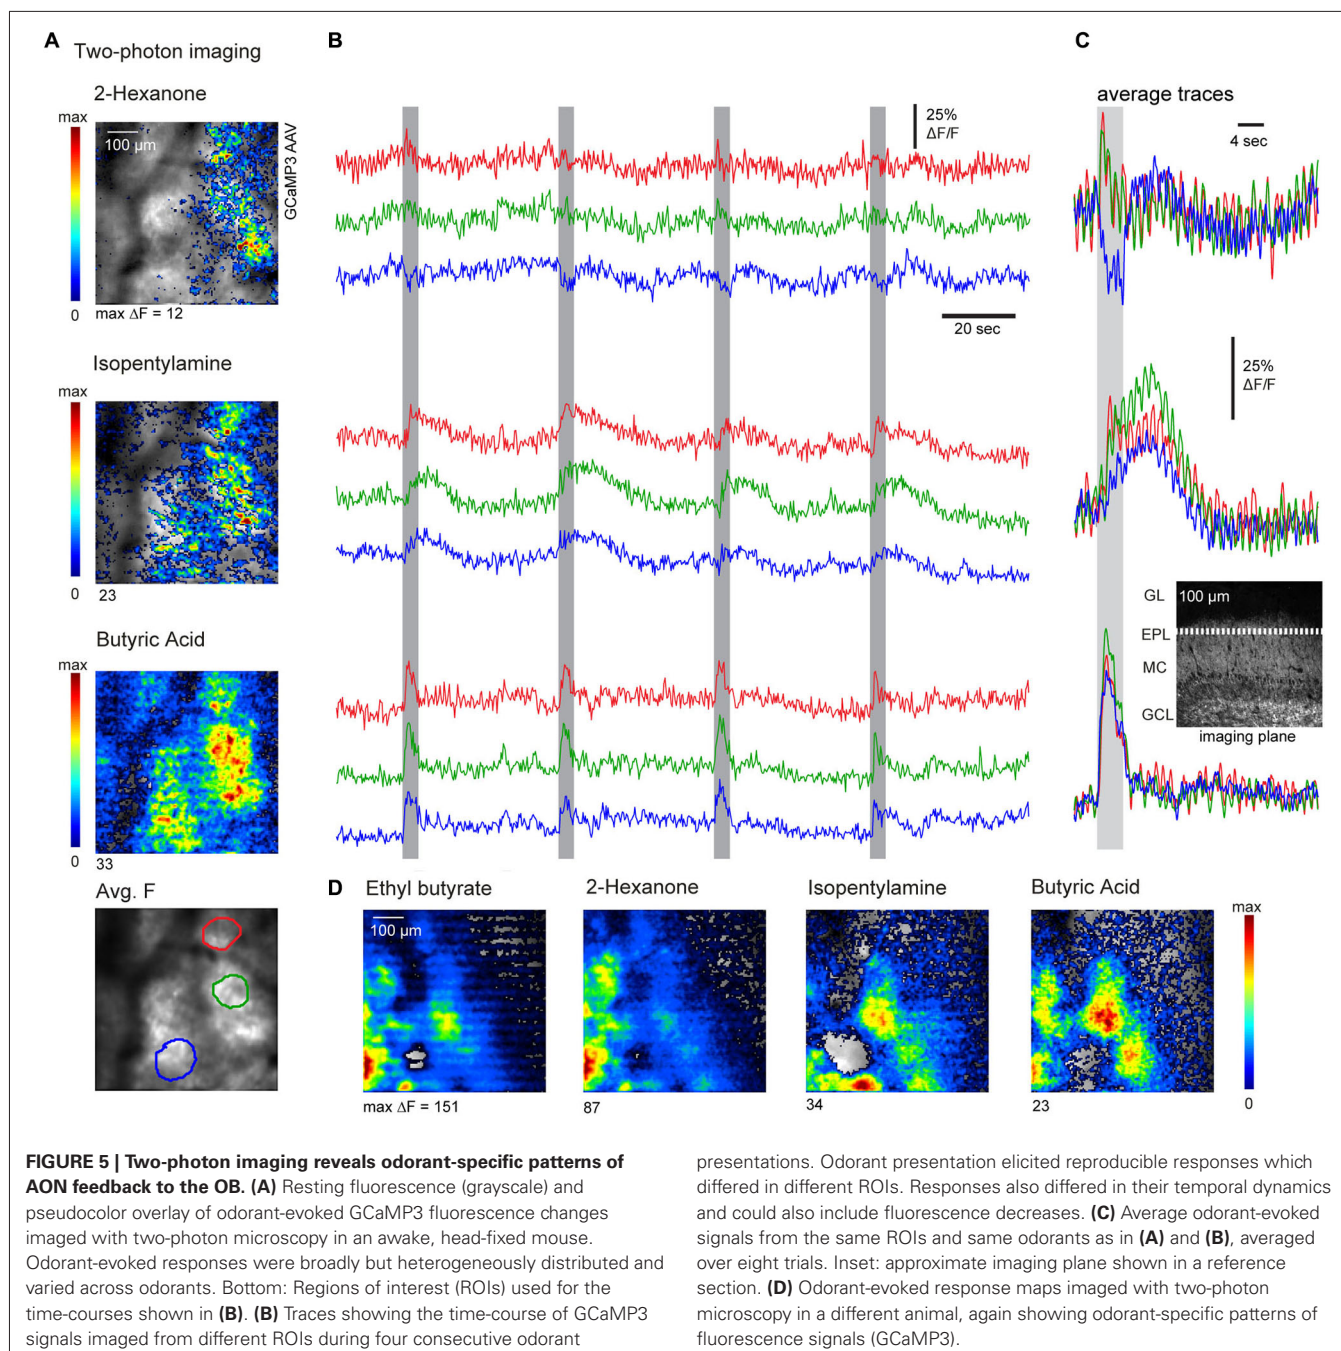 A
Two-photon imaging
2-Hexanone
max
100 µm
0
max ΔF = 12
GCaMP3 AAV
Isopentylamine
max
0
23
Butyric Acid
max
0
33
Avg. F
B
25%
ΔF/F
20 sec
C
average traces
4 sec
25%
ΔF/F
GL
100 µm
EPL
MC
GCL
imaging plane
D
Ethyl butyrate
100 µm
max ΔF = 151
2-Hexanone
87
Isopentylamine
34
Butyric Acid
23
max
0
FIGURE 5 | Two-photon imaging reveals odorant-specific patterns of
AON feedback to the OB. (A) Resting fluorescence (grayscale) and
pseudocolor overlay of odorant-evoked GCaMP3 fluorescence changes
imaged with two-photon microscopy in an awake, head-fixed mouse.
Odorant-evoked responses were broadly but heterogeneously distributed and
varied across odorants. Bottom: Regions of interest (ROIs) used for the
time-courses shown in (B). (B) Traces showing the time-course of GCaMP3
signals imaged from different ROIs during four consecutive odorant
presentations. Odorant presentation elicited reproducible responses which
differed in different ROIs. Responses also differed in their temporal dynamics
and could also include fluorescence decreases. (C) Average odorant-evoked
signals from the same ROIs and same odorants as in (A) and (B), averaged
over eight trials. Inset: approximate imaging plane shown in a reference
section. (D) Odorant-evoked response maps imaged with two-photon
microscopy in a different animal, again showing odorant-specific patterns of
fluorescence signals (GCaMP3).